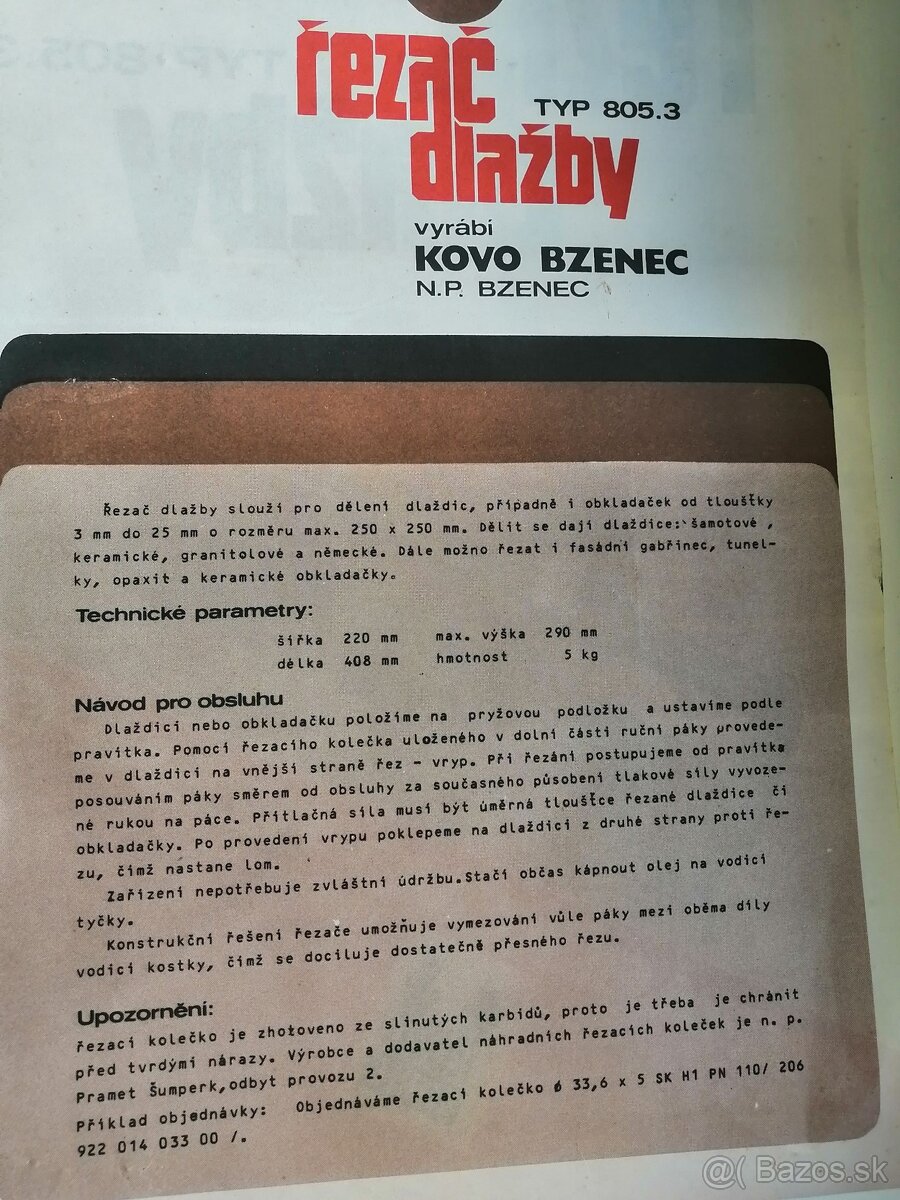 řezač
TYP 805.3
dlažby
vyrábí
KOVO BZENEC
N.P. BZENEC
Řezač dlažby slouží pro dělení dlaždic, případně i obkladaček od tloušťky
3 mm do 25 mm o rozměru max. 250 x 250 mm. Dělit se dají dlaždice: šamotové ,
keramické, granitolové a německé. Dále možno řezat i fasádní gabřinec, tunel-
ky, opaxit a keramické obkladačky.
Technické parametry:
šířka 220 mm max. výška 290 mm
délka 408 mm hmotnost 5 kg
Návod pro obsluhu
Dlaždici nebo obkladačku položíme na pryžovou podložku a ustavíme podle
pravítka. Pomocí řezacího kolečka uloženého v dolní části ruční páky provede-
me v dlaždici na vnější straně řez - vryp. Při řezání postupujeme od pravítka
posouváním páky směrem od obsluhy za současného působení tlakové síly vyvoze-
né rukou na páce. Přítlačná síla musí být úměrná tloušťce řezané dlaždice či
obkladačky. Po provedení vrypu poklepeme na dlaždici z druhé strany proti ře-
zu, čímž nastane lom.
Zařízení nepotřebuje zvláštní údržbu.Stačí občas kápnout olej na vodící
tyčky.
Konstrukční řešení řezače umožňuje vymezování vůle páky mezi oběma díly
vodící kostky, čímž se dociluje dostatečně přesného řezu.
Upozornění:
řezací kolečko je zhotoveno ze slinutých karbidů, proto je třeba je chránit
před tvrdými nárazy. Výrobce a dodavatel náhradních řezacích koleček je n. p.
Pramet Šumperk,odbyt provozu 2.
Příklad objednávky: Objednáváme řezací kolečko ø 33,6 x 5 SK H1 PN 110/ 206
922 014 033 00 /.
@( Bazos.sk